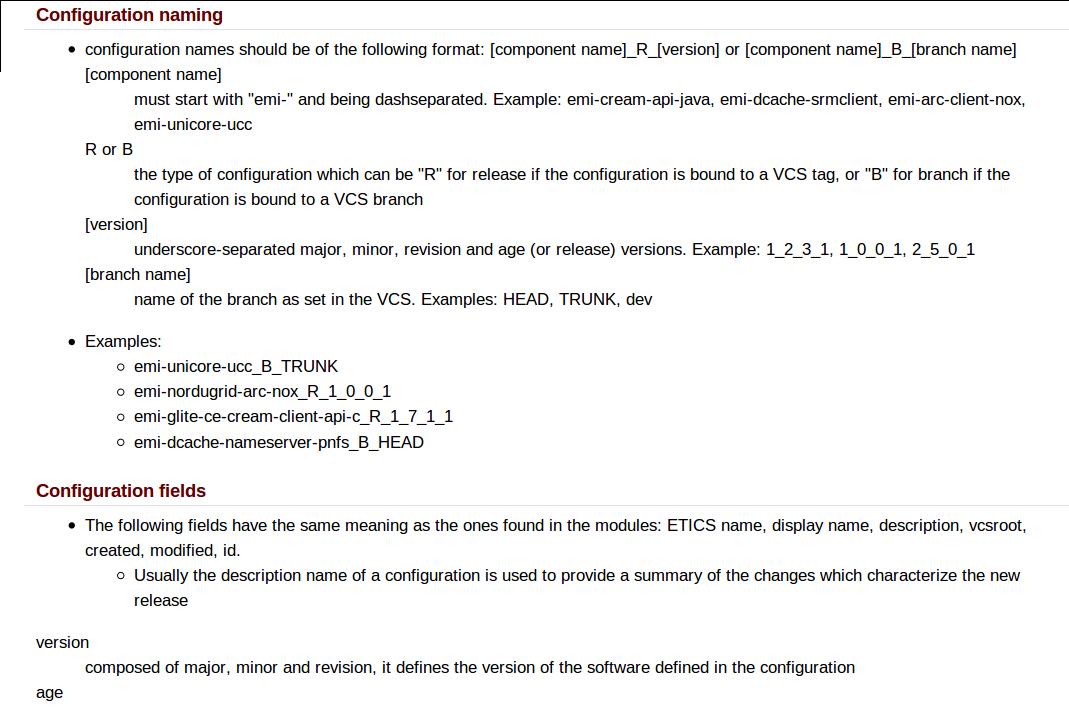 Configuration naming
configuration names should be of the following format: [component name]_R_[version] or [component name]_B_[branch name]
[component name]
must start with "emi-" and being dashseparated. Example: emi-cream-api-java, emi-dcache-srmclient, emi-arc-client-nox,
emi-unicore-ucc
R or B
the type of configuration which can be "R" for release if the configuration is bound to a VCS tag, or "B" for branch if the
configuration is bound to a VCS branch
[version]
underscore-separated major, minor, revision and age (or release) versions. Example: 1_2_3_1, 1_0_0_1, 2_5_0_1
[branch name]
name of the branch as set in the VCS. Examples: HEAD, TRUNK, dev
Examples:
emi-unicore-ucc_B_TRUNK
emi-nordugrid-arc-nox_R_1_0_0_1
emi-glite-ce-cream-client-api-c_R_1_7_1_1
emi-dcache-nameserver-pnfs_B_HEAD
Configuration fields
The following fields have the same meaning as the ones found in the modules: ETICS name, display name, description, vcsroot,
created, modified, id.
Usually the description name of a configuration is used to provide a summary of the changes which characterize the new
release
version
composed of major, minor and revision, it defines the version of the software defined in the configuration
age